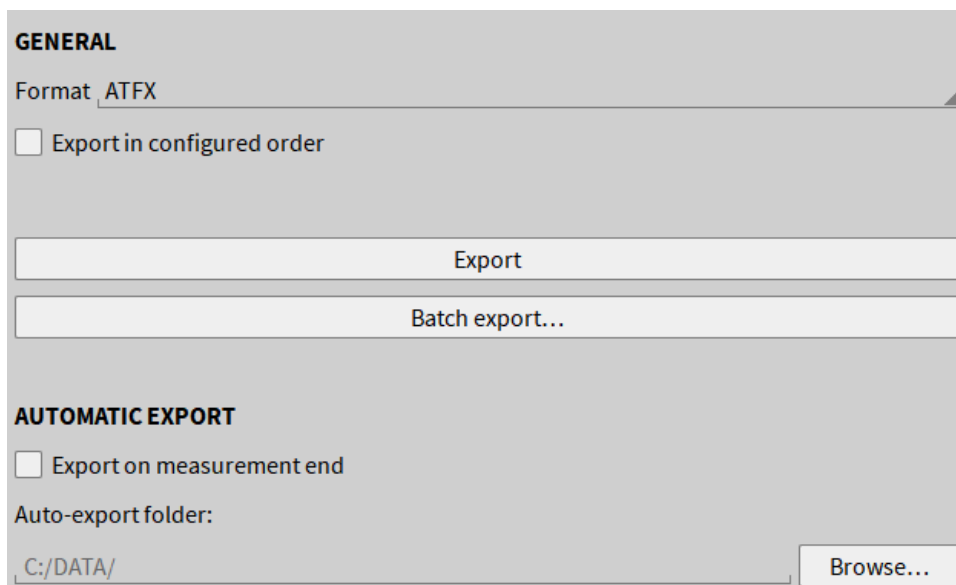 GENERAL
Format ATFX
Export in configured order
Export
Batch export...
AUTOMATIC EXPORT
Export on measurement end
Auto-export folder:
C:/DATA/ Browse...